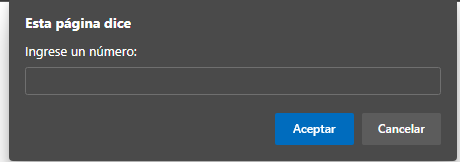 Esta página dice
Ingrese un número:
Aceptar
Cancelar